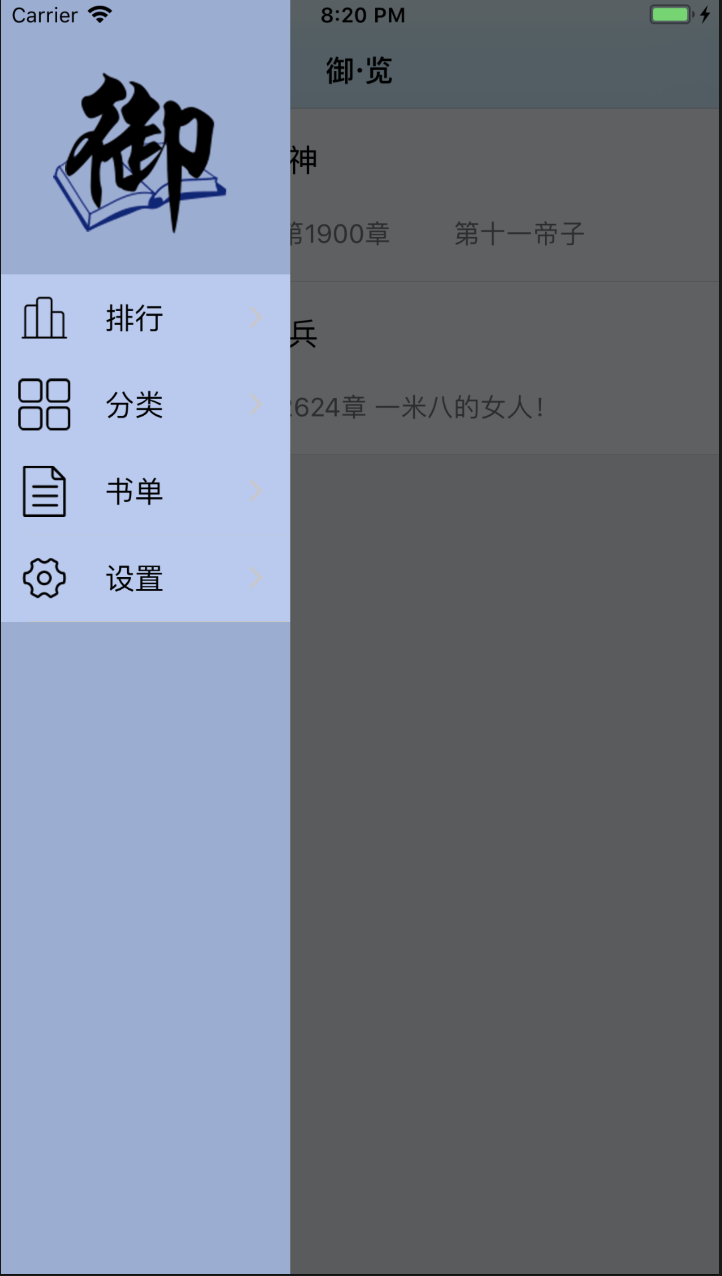 Carrier 8:20 PM
御·览
御
神
第1900章 第十一帝子
兵
2624章 一米八的女人！
排行
分类
书单
设置